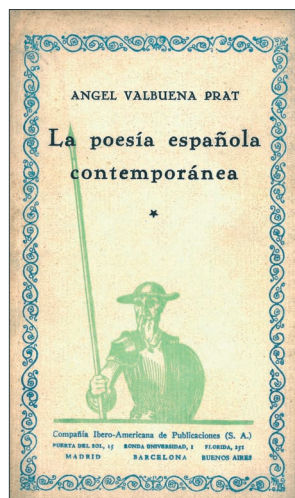 ANGEL VALBUENA PRAT
La poesía española
contemporánea
Compañía Ibero-Americana de Publicaciones (S. A.)
PUERTA DEL SOL, 15 RONDA UNIVERSIDAD, 1 FLORIDA, 251
MADRID BARCELONA BUENOS AIRES